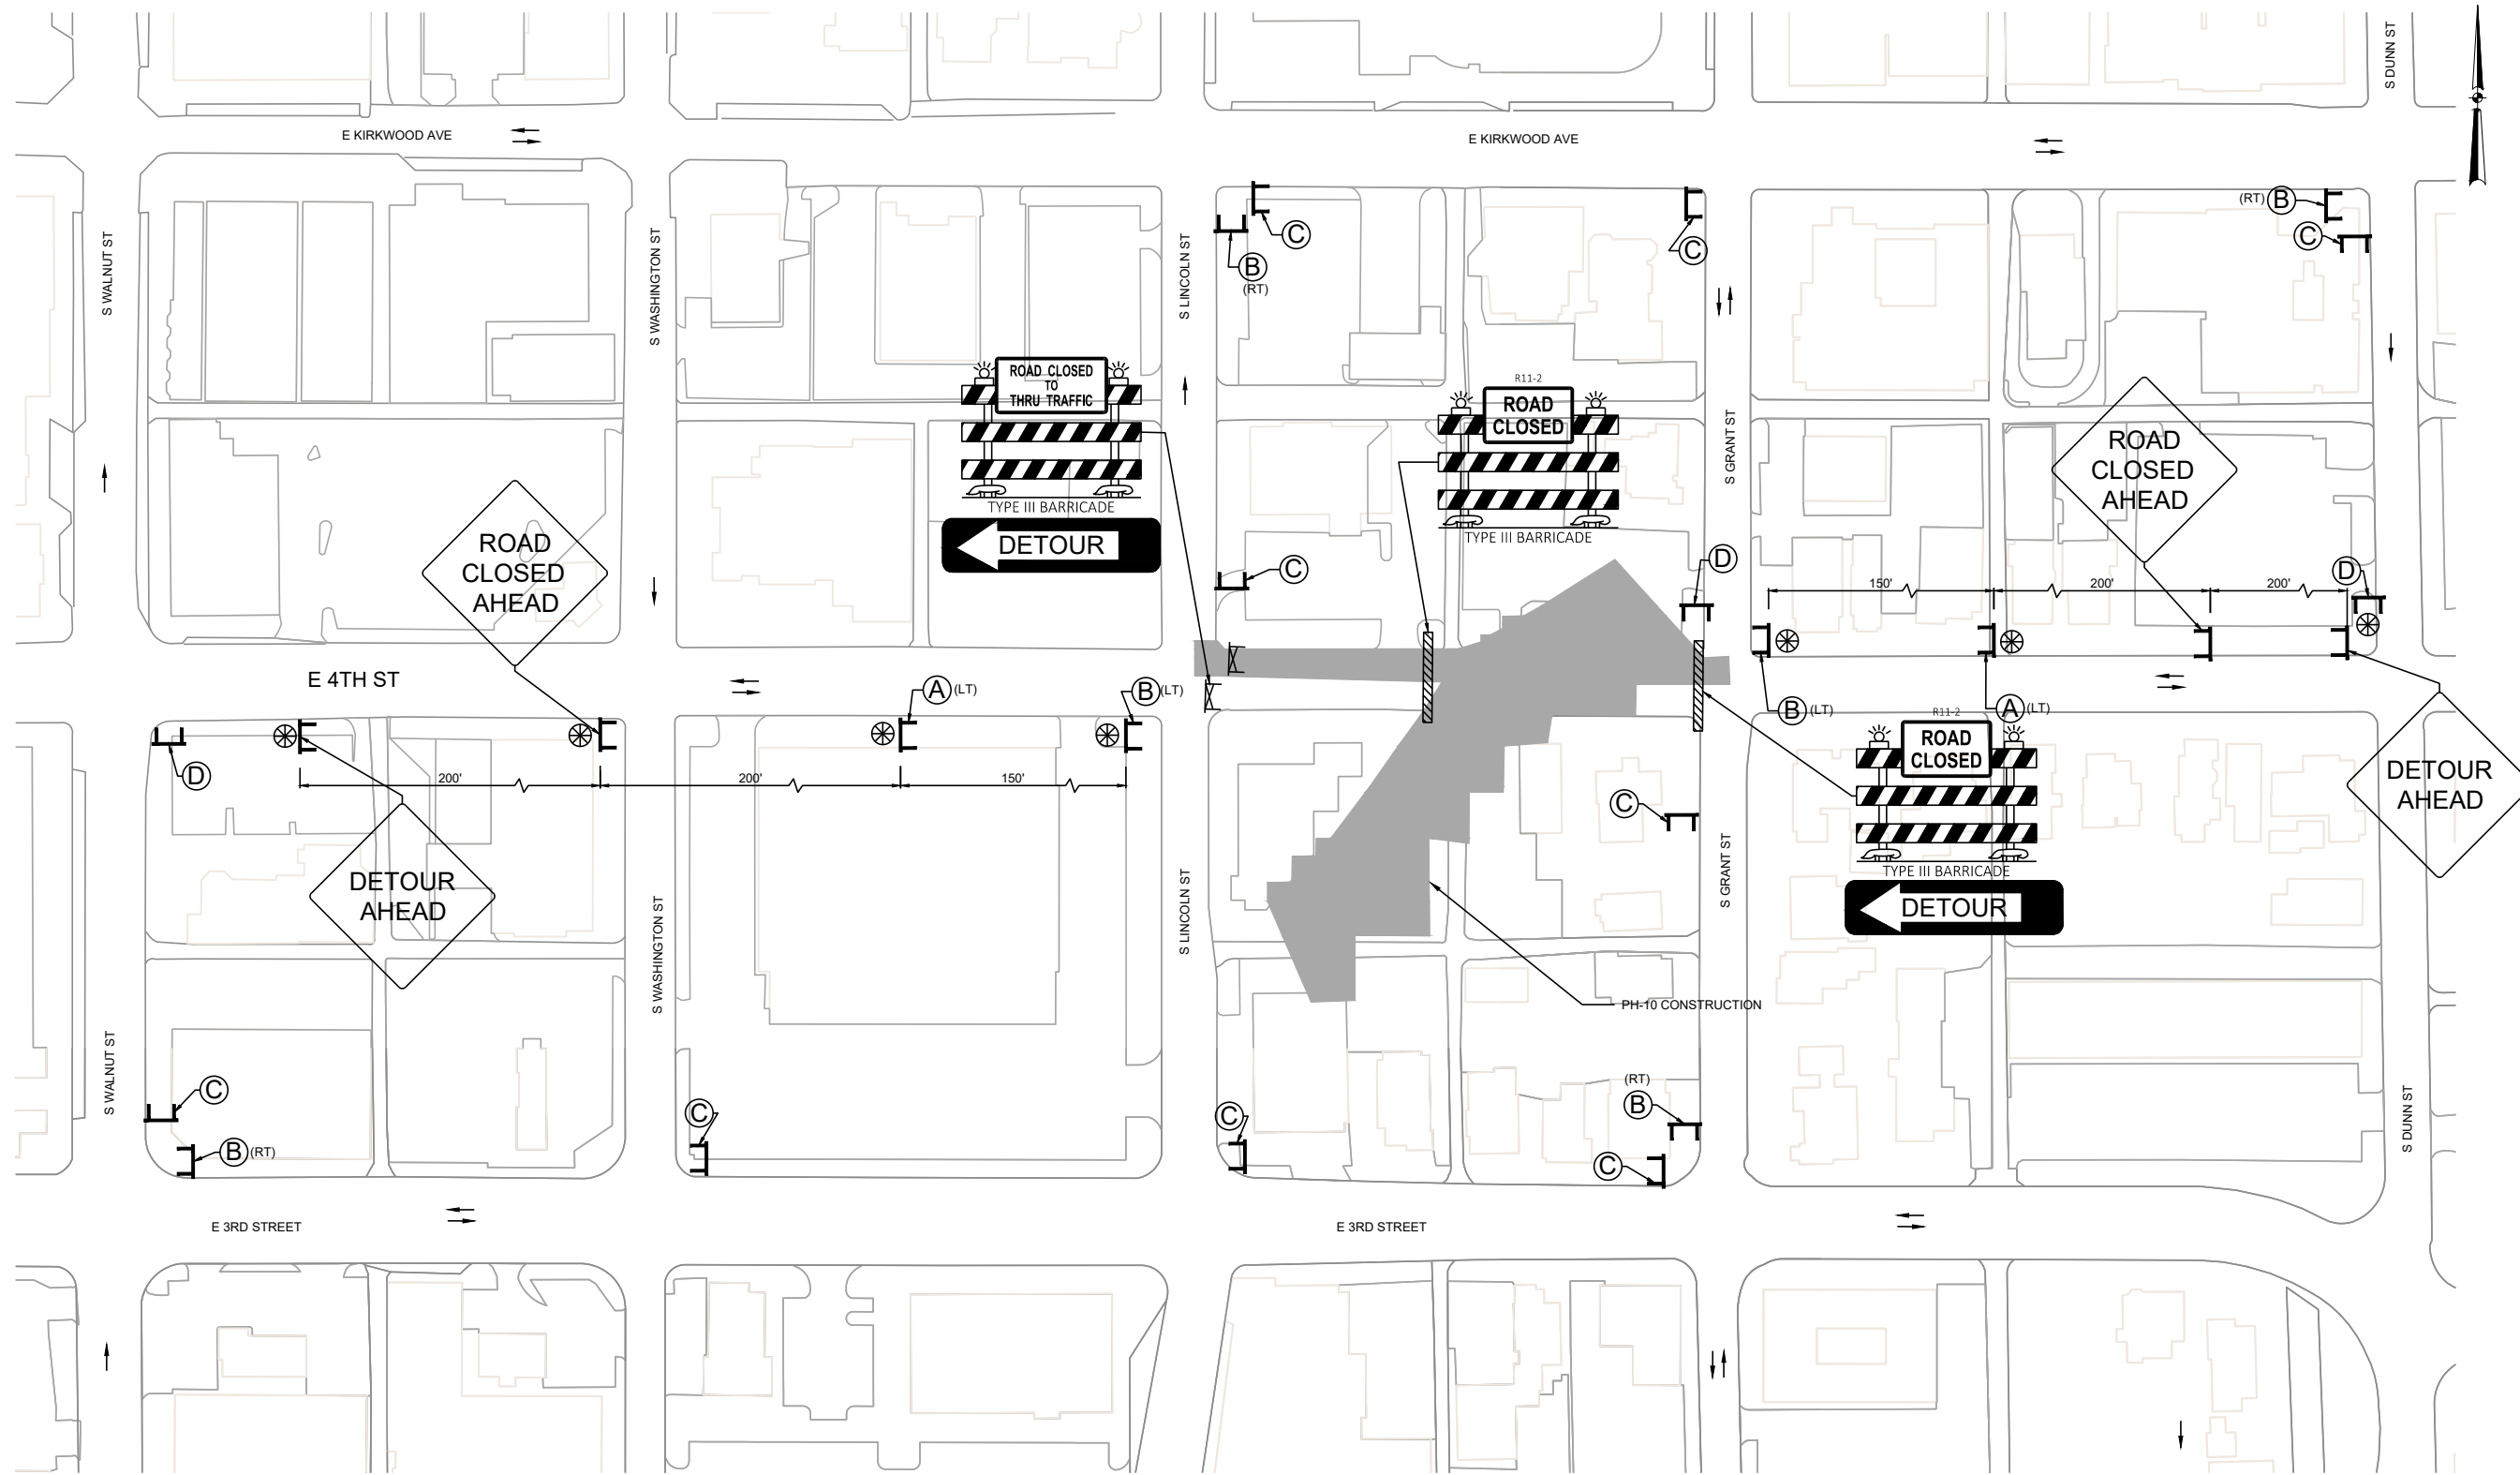 S DUNN ST
E KIRKWOOD AVE
E KIRKWOOD AVE
S WALNUT ST
S WASHINGTON ST
S LINCOLN ST
C
B
(RT)
C
(RT) B
C
ROAD CLOSED
TO
THRU TRAFFIC
TYPE III BARRICADE
DETOUR
R11-2
ROAD
CLOSED
TYPE III BARRICADE
S GRANT ST
ROAD
CLOSED
AHEAD
ROAD
CLOSED
AHEAD
C
D
150'
200'
200'
D
E 4TH ST
A (LT)
B (LT)
B (LT)
A (LT)
D
200'
200'
150'
R11-2
ROAD
CLOSED
TYPE III BARRICADE
DETOUR
DETOUR
AHEAD
DETOUR
AHEAD
C
S GRANT ST
S WASHINGTON ST
S LINCOLN ST
PH-10 CONSTRUCTION
S WALNUT ST
S DUNN ST
C
B (RT)
C
C
(RT)
B
C
E 3RD STREET
E 3RD STREET